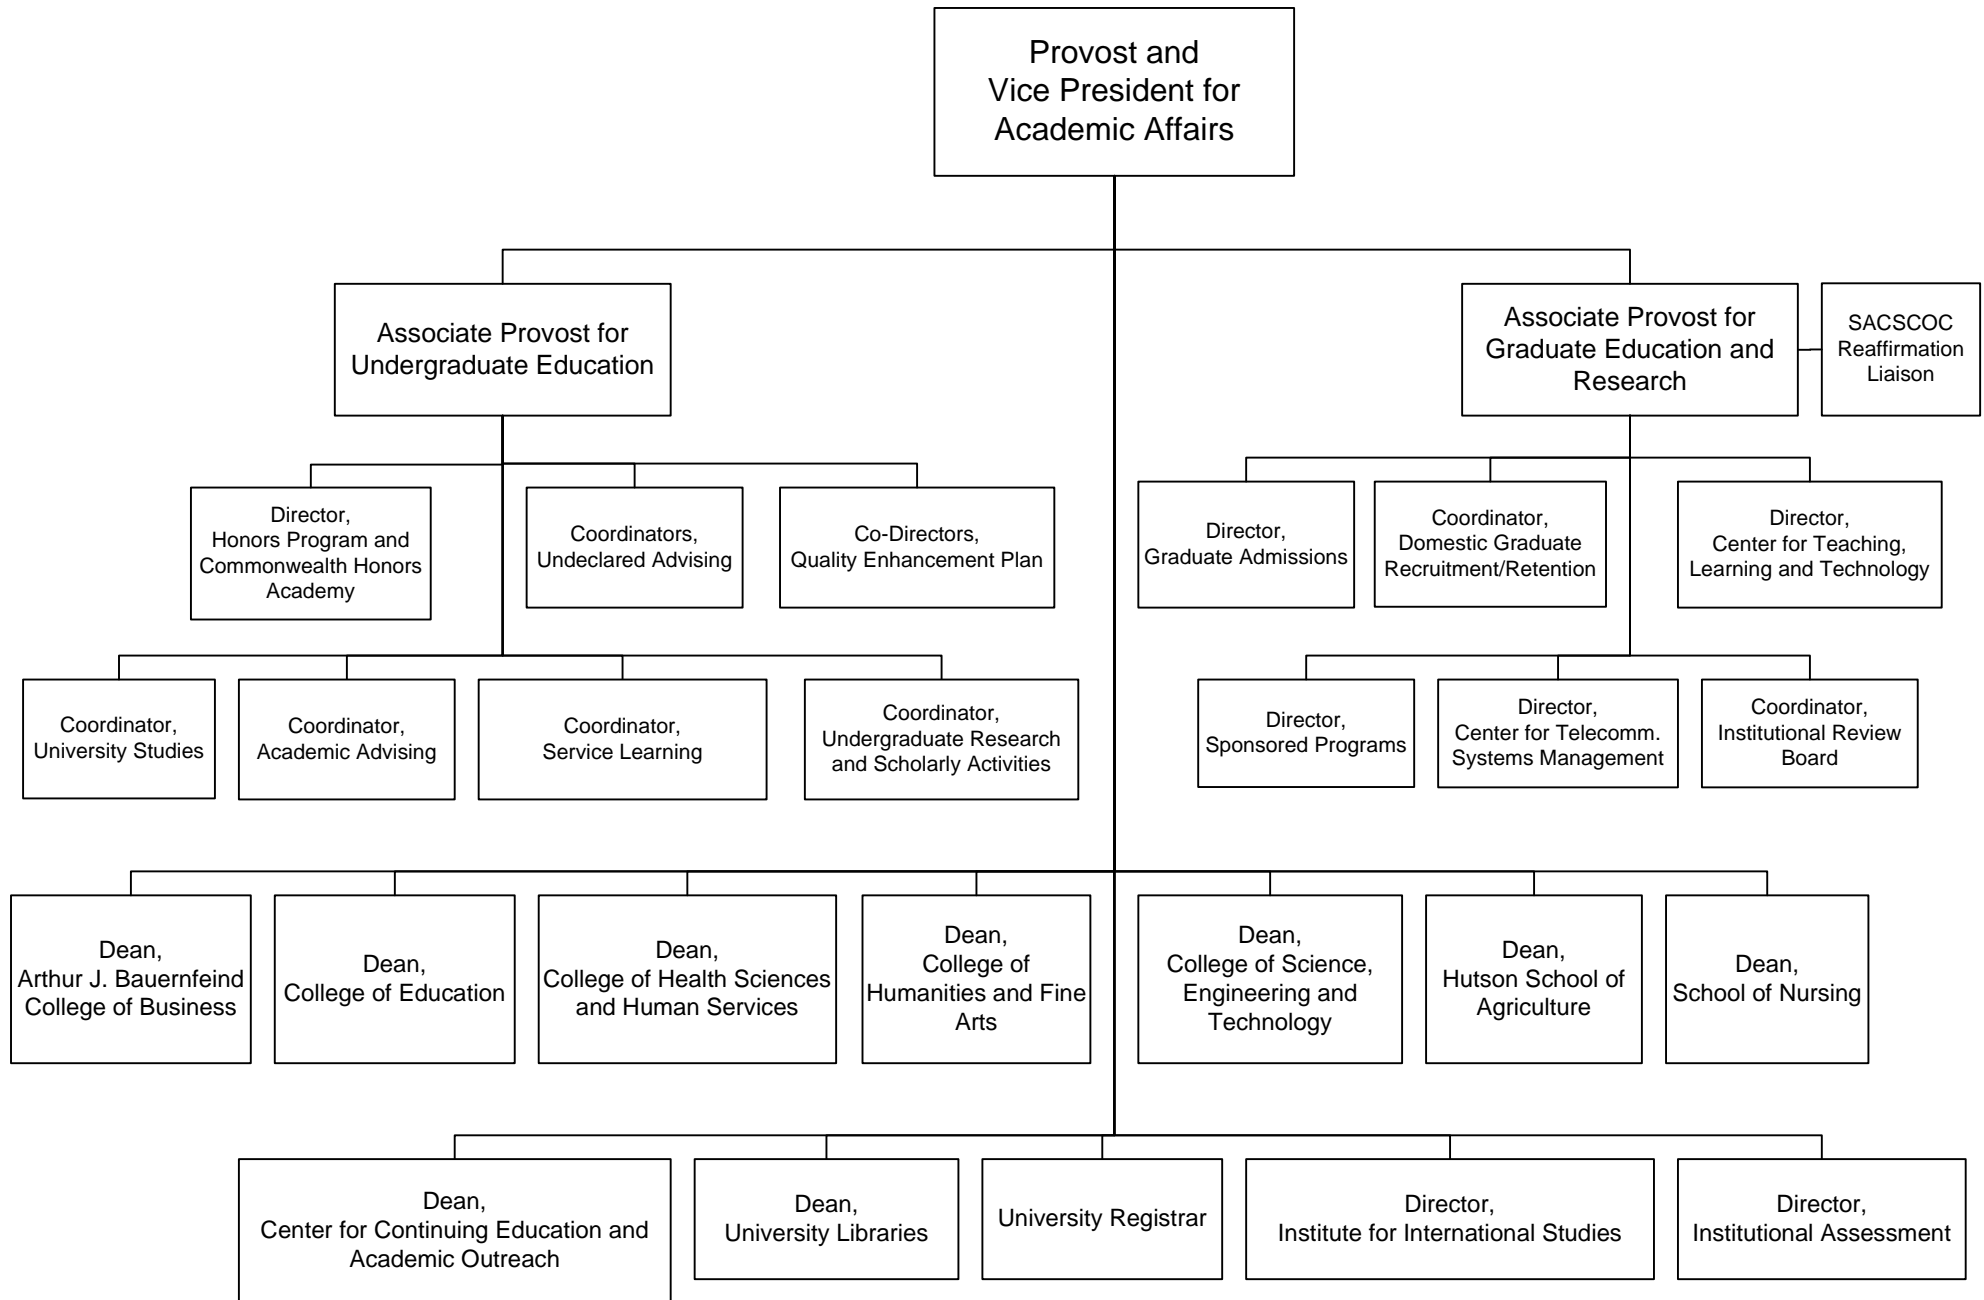 Provost and
Vice President for
Academic Affairs
Associate Provost for
Undergraduate Education
Associate Provost for
Graduate Education and
Research
SACSCOC
Reaffirmation
Liaison
Director,
Honors Program and
Commonwealth Honors
Academy
Coordinators,
Undeclared Advising
Co-Directors,
Quality Enhancement Plan
Director,
Graduate Admissions
Coordinator,
Domestic Graduate
Recruitment/Retention
Director,
Center for Teaching,
Learning and Technology
Coordinator,
University Studies
Coordinator,
Academic Advising
Coordinator,
Service Learning
Coordinator,
Undergraduate Research
and Scholarly Activities
Director,
Sponsored Programs
Director,
Center for Telecomm.
Systems Management
Coordinator,
Institutional Review
Board
Dean,
Arthur J. Bauernfeind
College of Business
Dean,
College of Education
Dean,
College of Health Sciences
and Human Services
Dean,
College of
Humanities and Fine
Arts
Dean,
College of Science,
Engineering and
Technology
Dean,
Hutson School of
Agriculture
Dean,
School of Nursing
Dean,
Center for Continuing Education and
Academic Outreach
Dean,
University Libraries
University Registrar
Director,
Institute for International Studies
Director,
Institutional Assessment